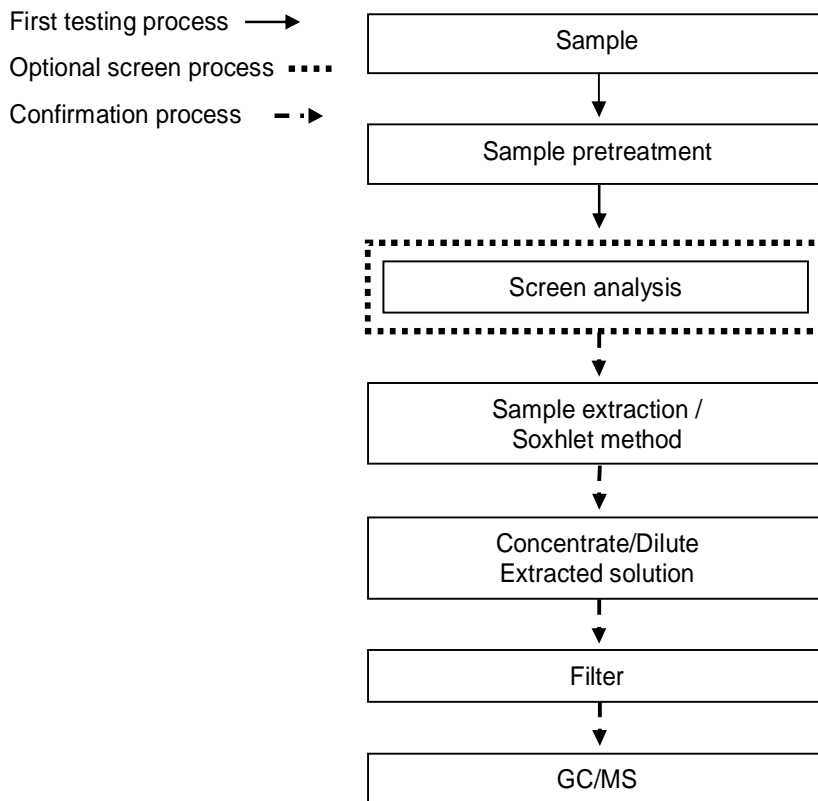 First testing process
Optional screen process
Confirmation process
Sample
Sample pretreatment
Screen analysis
Sample extraction /
Soxhlet method
Concentrate/Dilute
Extracted solution
Filter
GC/MS